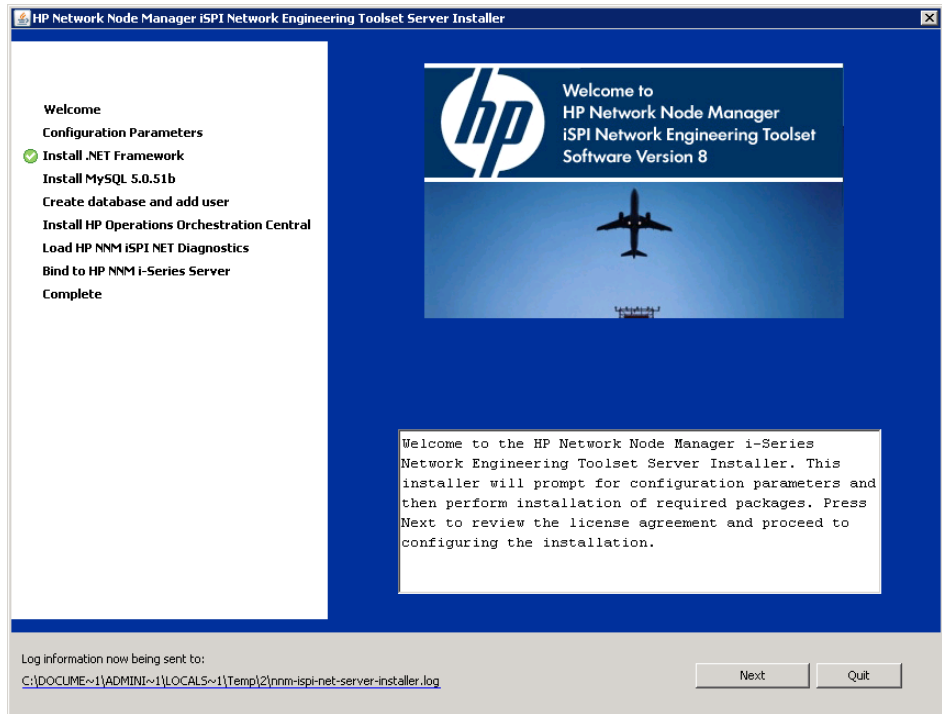 HP Network Node Manager iSPI Network Engineering Toolset Server Installer
Welcome
Configuration Parameters
Install .NET Framework
Install MySQL 5.0.51b
Create database and add user
Install HP Operations Orchestration Central
Load HP NNM iSPI NET Diagnostics
Bind to HP NNM i-Series Server
Complete
hp
Welcome to
HP Network Node Manager
iSPI Network Engineering Toolset
Software Version 8
Welcome to the HP Network Node Manager i-Series
Network Engineering Toolset Server Installer. This
installer will prompt for configuration parameters and
then perform installation of required packages. Press
Next to review the license agreement and proceed to
configuring the installation.
Log information now being sent to:
C:\DOCUME~1\ADMINI~1\LOCALS~1\Temp\2\nnm-ispi-net-server-installer.log
Next
Quit